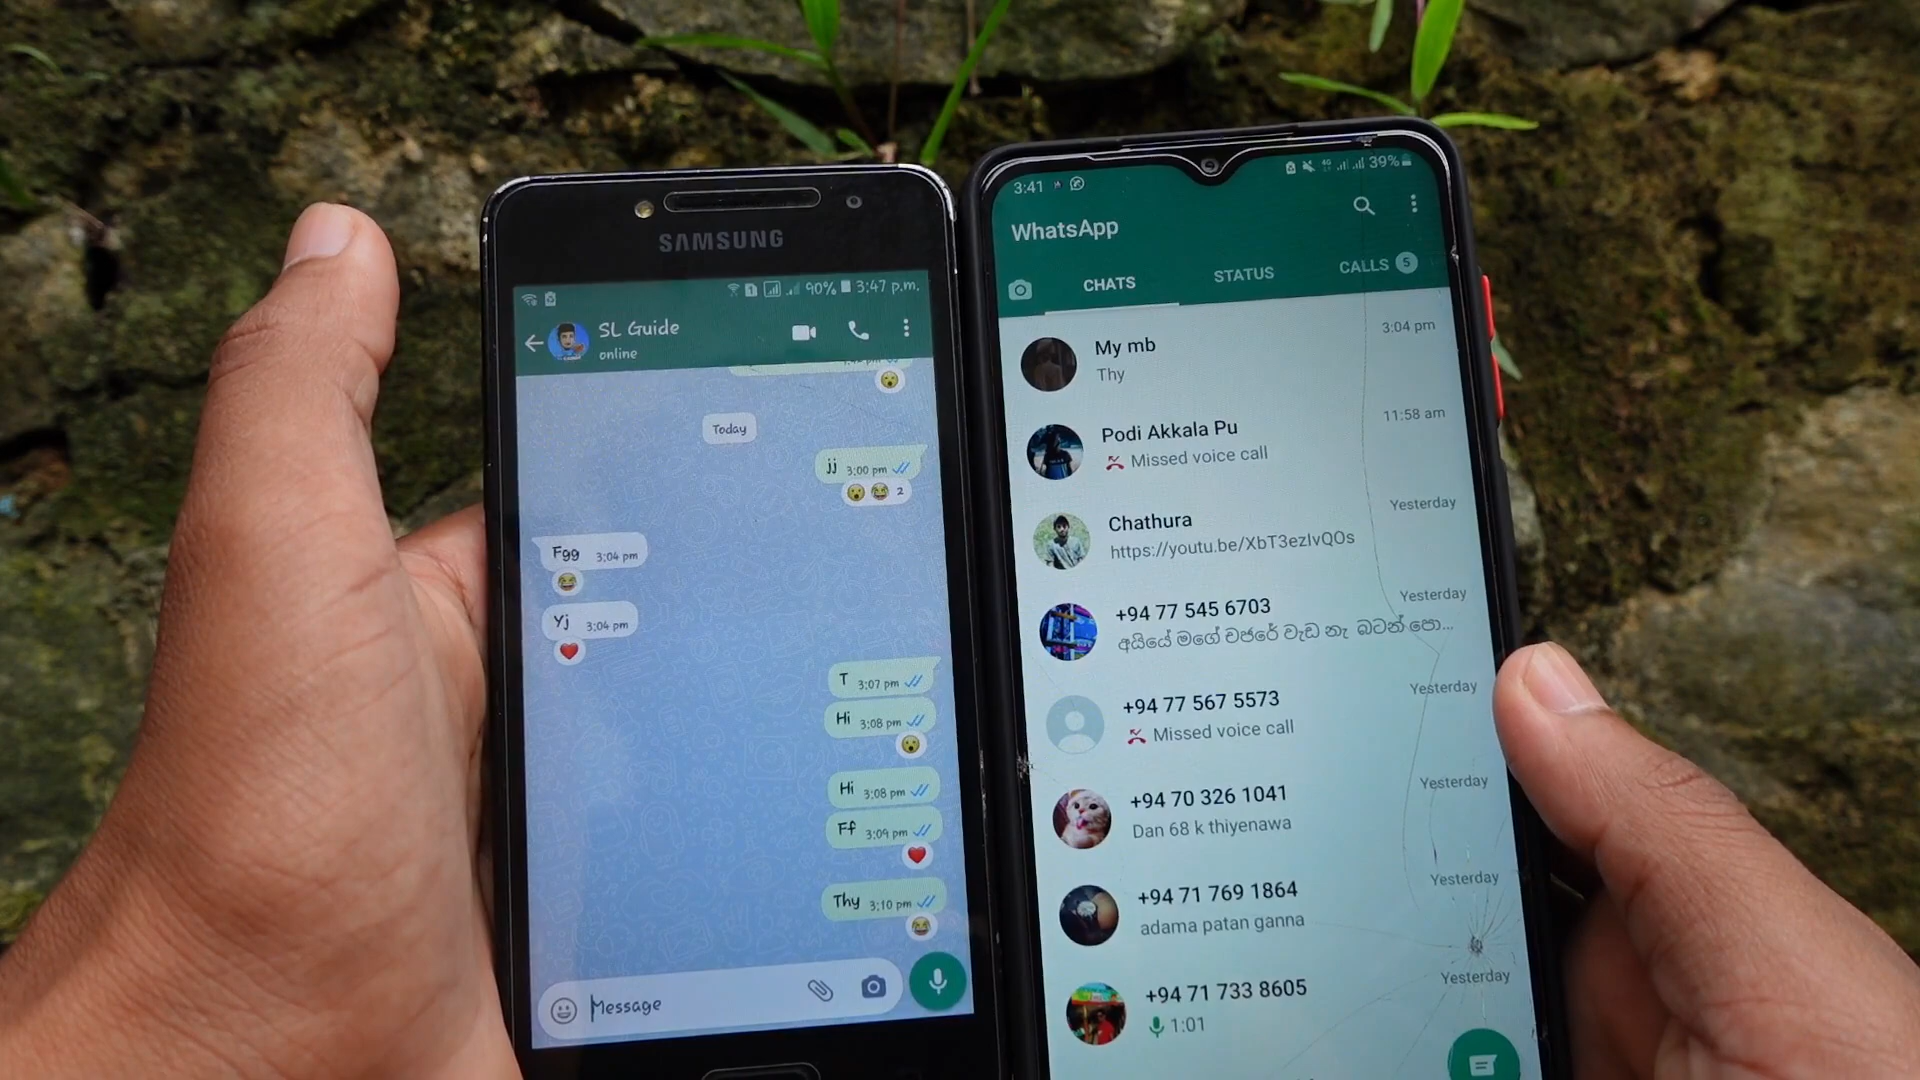 SAMSUNG
90% 3:47 p.m.
SL Guide
online
Today
jj 3:00 pm
2
Fgg 3:04 pm
Yj 3:04 pm
T 3:07 pm
Hi 3:08 pm
Hi 3:08 pm
Ff 3:09 pm
Thy 3:10 pm
Message
3:41 39%
WhatsApp
CHATS STATUS CALLS 5
My mb 3:04 pm
Thy
Podi Akkala Pu 11:58 am
Missed voice call
Chathura Yesterday
https://youtu.be/XbT3ezIvQOs
+94 77 545 6703 Yesterday
අයියේ මගේ චජරේ වැඩ නෑ බටන් පො...
+94 77 567 5573 Yesterday
Missed voice call
+94 70 326 1041 Yesterday
Dan 68 k thiyenawa
+94 71 769 1864 Yesterday
adama patan ganna
+94 71 733 8605 Yesterday
1:01